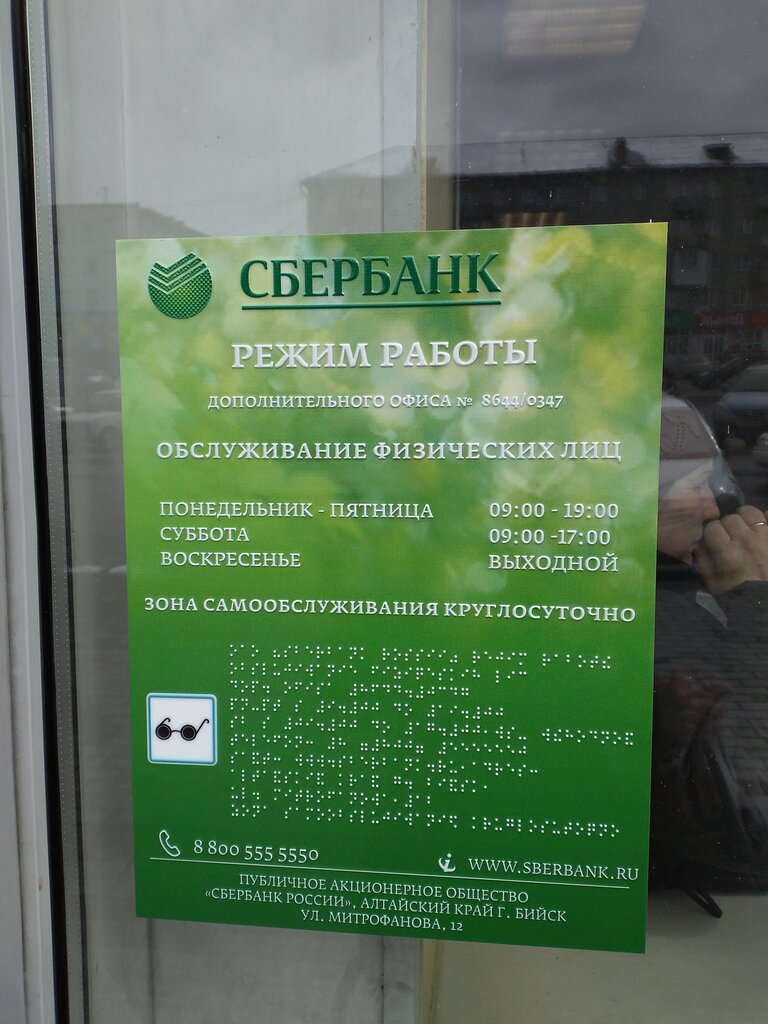 СБЕРБАНК
РЕЖИМ РАБОТЫ
ДОПОЛНИТЕЛЬНОГО ОФИСА № 8644/0347
ОБСЛУЖИВАНИЕ ФИЗИЧЕСКИХ ЛИЦ
ПОНЕДЕЛЬНИК - ПЯТНИЦА 09:00 - 19:00
СУББОТА 09:00 -17:00
ВОСКРЕСЕНЬЕ ВЫХОДНОЙ
ЗОНА САМООБСЛУЖИВАНИЯ КРУГЛОСУТОЧНО
8 800 555 5550
WWW.SBERBANK.RU
ПУБЛИЧНОЕ АКЦИОНЕРНОЕ ОБЩЕСТВО
«СБЕРБАНК РОССИИ», АЛТАЙСКИЙ КРАЙ Г. БИЙСК
УЛ. МИТРОФАНОВА, 12